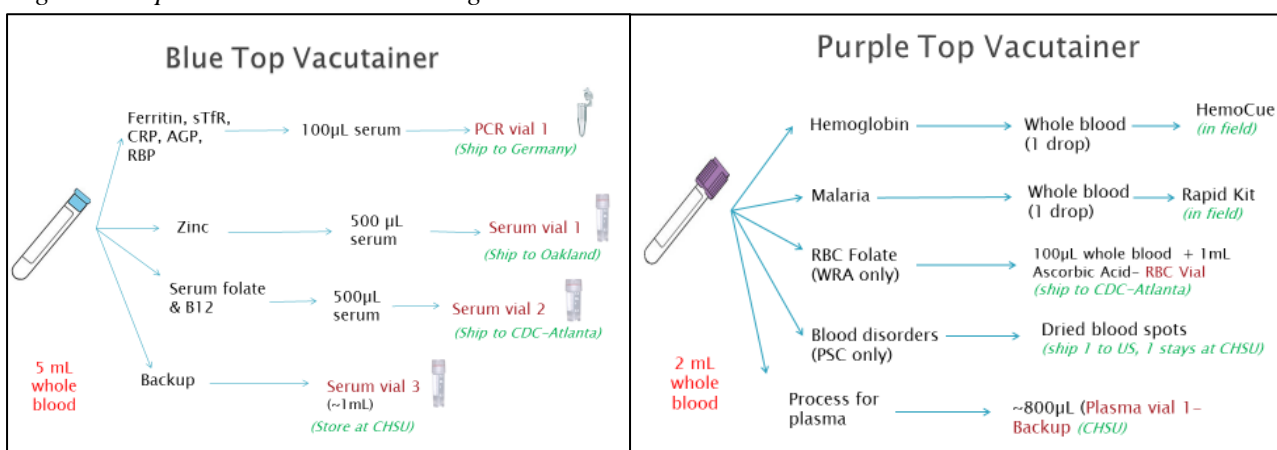 Blue Top Vacutainer
Ferritin, sTfR,
CRP, AGP,
RBP
100µL serum
PCR vial 1
(Ship to Germany)
Zinc
500 µL
serum
Serum vial 1
(Ship to Oakland)
Serum folate
& B12
500µL
serum
Serum vial 2
(Ship to CDC-Atlanta)
5 mL
whole
blood
Backup
Serum vial 3
(~1mL)
(Store at CHSU)
Purple Top Vacutainer
Hemoglobin
Whole blood
(1 drop)
HemoCue
(in field)
Malaria
Whole blood
(1 drop)
Rapid Kit
(in field)
RBC Folate
(WRA only)
100µL whole blood + 1mL
Ascorbic Acid- RBC Vial
(ship to CDC-Atlanta)
Blood disorders
(PSC only)
Dried blood spots
(ship 1 to US, 1 stays at CHSU)
2 mL
whole
blood
Process for
plasma
~800µL (Plasma vial 1-
Backup (CHSU)